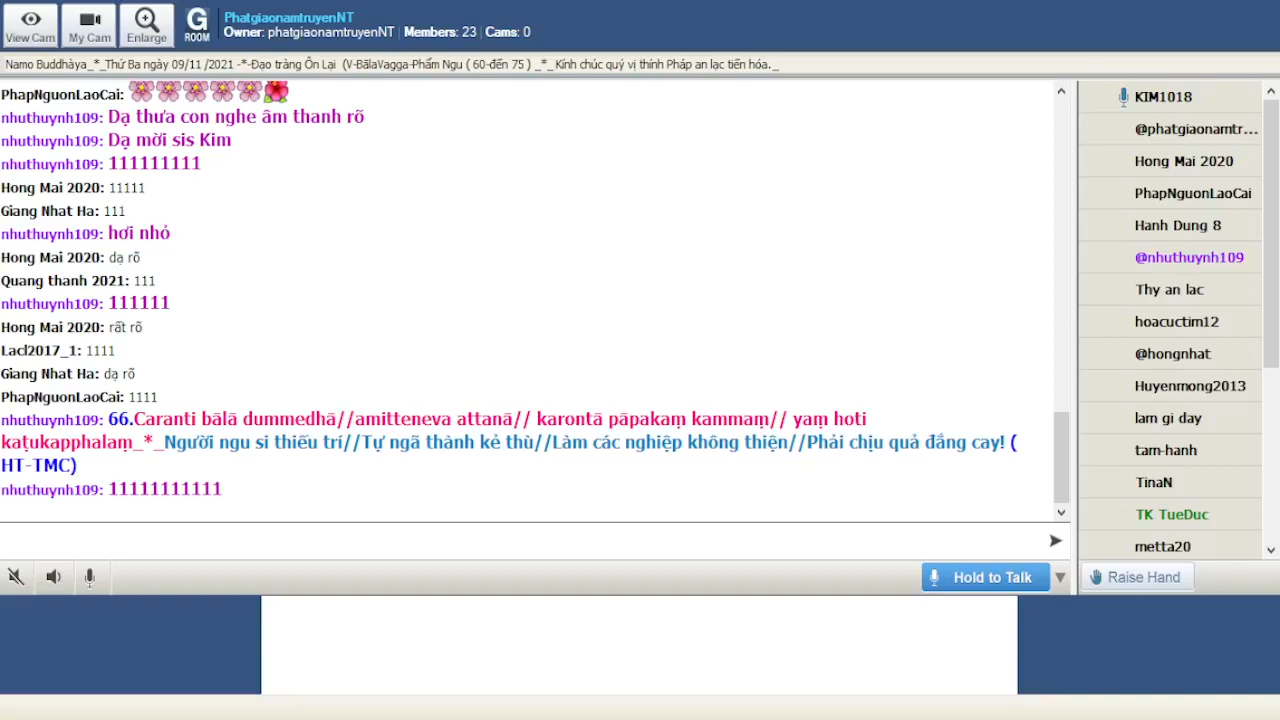 View Cam
My Cam
Enlarge
G
ROOM
PhatgiaonamtruyenNT
Owner: phatgiaonamtruyenNT | Members: 23 | Cams: 0
Namo Buddhàya_*_Thứ Ba ngày 09/11 /2021 -*-Đạo tràng Ôn Lại (V-BālaVagga-Phẩm Ngu ( 60-đến 75 ) _*_Kính chúc quý vị thính Pháp an lạc tiến hóa._
PhapNguonLaoCai:
nhuthuynh109: Dạ thưa con nghe âm thanh rõ
nhuthuynh109: Dạ mời sis Kim
nhuthuynh109: 111111111
Hong Mai 2020: 11111
Giang Nhat Ha: 111
nhuthuynh109: hơi nhỏ
Hong Mai 2020: dạ rõ
Quang thanh 2021: 111
nhuthuynh109: 111111
Hong Mai 2020: rất rõ
Lacl2017_1: 1111
Giang Nhat Ha: dạ rõ
PhapNguonLaoCai: 1111
nhuthuynh109: 66.Caranti bālā dummedhā//amitteneva attanā// karontā pāpakaṃ kammaṃ// yaṃ hoti
kaṭukapphalaṃ_*_Người ngu si thiếu trí//Tự ngã thành kẻ thù//Làm các nghiệp không thiện//Phải chịu quả đắng cay! (
HT-TMC)
nhuthuynh109: 11111111111
Hold to Talk
KIM1018
@phatgiaonamtr...
Hong Mai 2020
PhapNguonLaoCai
Hanh Dung 8
@nhuthuynh109
Thy an lac
hoacuctim12
@hongnhat
Huyenmong2013
lam gi day
tam-hanh
TinaN
TK TueDuc
metta20
Raise Hand